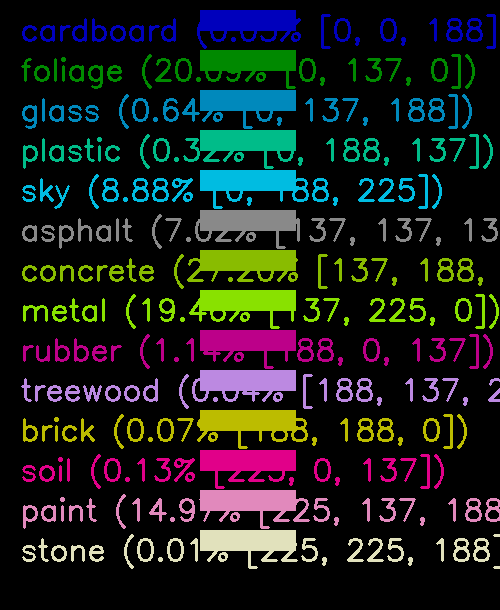 cardboard (0.03% [0, 0, 188]
foliage (20.09% [0, 137, 0])
glass (0.64% [0, 137, 188])
plastic (0.32% [0, 188, 137])
sky (8.88% [0, 188, 225])
asphalt (7.02% [137, 137, 13
concrete (27.20% [137, 188,
metal (19.46% [137, 225, 0])
rubber (1.14% [188, 0, 137])
treewood (0.04% [188, 137, 2
brick (0.07% [188, 188, 0])
soil (0.13% [225, 0, 137])
paint (14.97% [225, 137, 188
stone (0.01% [225, 225, 188]